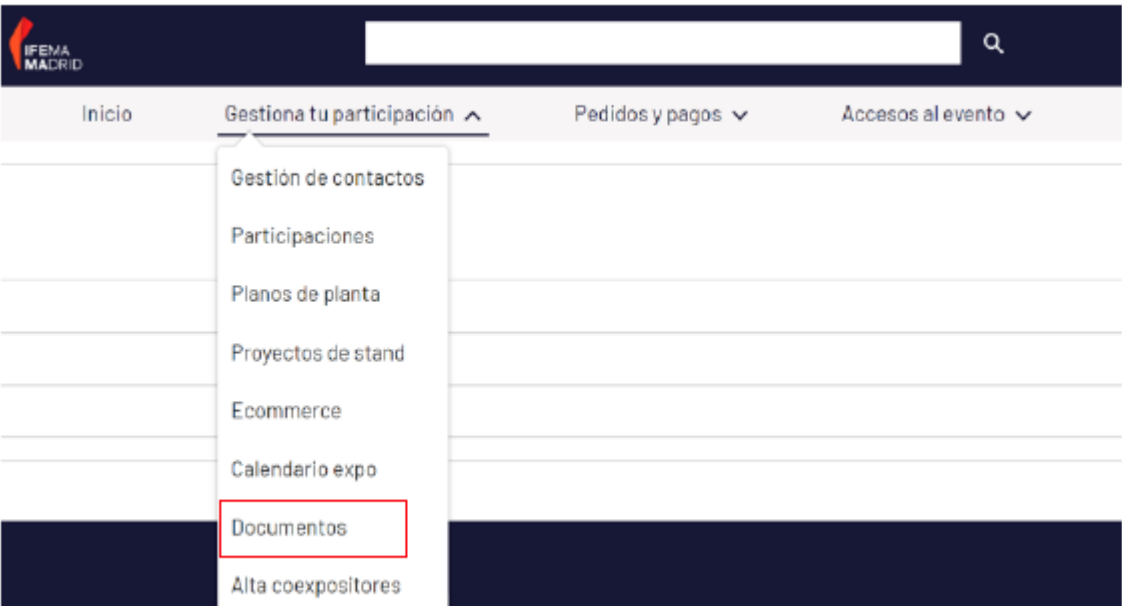 IFEMA
MADRID
Inicio
Gestiona tu participación
Pedidos y pagos
Accesos al evento
Gestión de contactos
Participaciones
Planos de planta
Proyectos de stand
Ecommerce
Calendario expo
Documentos
Alta coexpositores